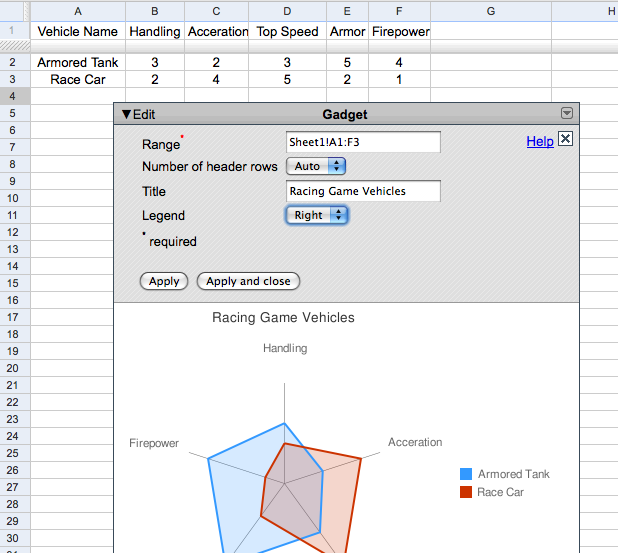 A B C D E F G H
1 Vehicle Name Handling Acceration Top Speed Armor Firepower
2 Armored Tank 3 2 3 5 4
3 Race Car 2 4 5 2 1
4
5 ▼Edit Gadget
6 Range* Sheet1!A1:F3 Help
7
8 Number of header rows Auto
9
10 Title Racing Game Vehicles
11 Legend Right
12
13 * required
14
15 Apply Apply and close
16
17 Racing Game Vehicles
18
19 Handling
20
21
22
23
24 Firepower Acceration
25
26 Armored Tank
27 Race Car
28
29
30